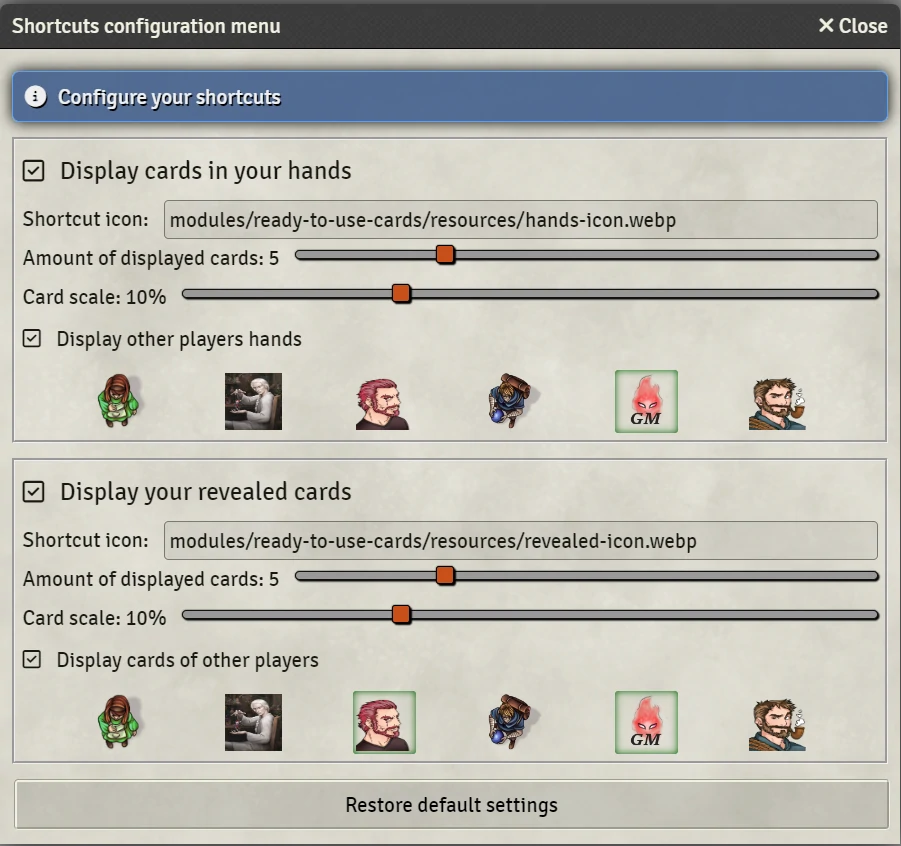 Shortcuts configuration menu
✕ Close
Configure your shortcuts
Display cards in your hands
Shortcut icon: modules/ready-to-use-cards/resources/hands-icon.webp
Amount of displayed cards: 5
Card scale: 10%
Display other players hands
GM
Display your revealed cards
Shortcut icon: modules/ready-to-use-cards/resources/revealed-icon.webp
Amount of displayed cards: 5
Card scale: 10%
Display cards of other players
GM
Restore default settings